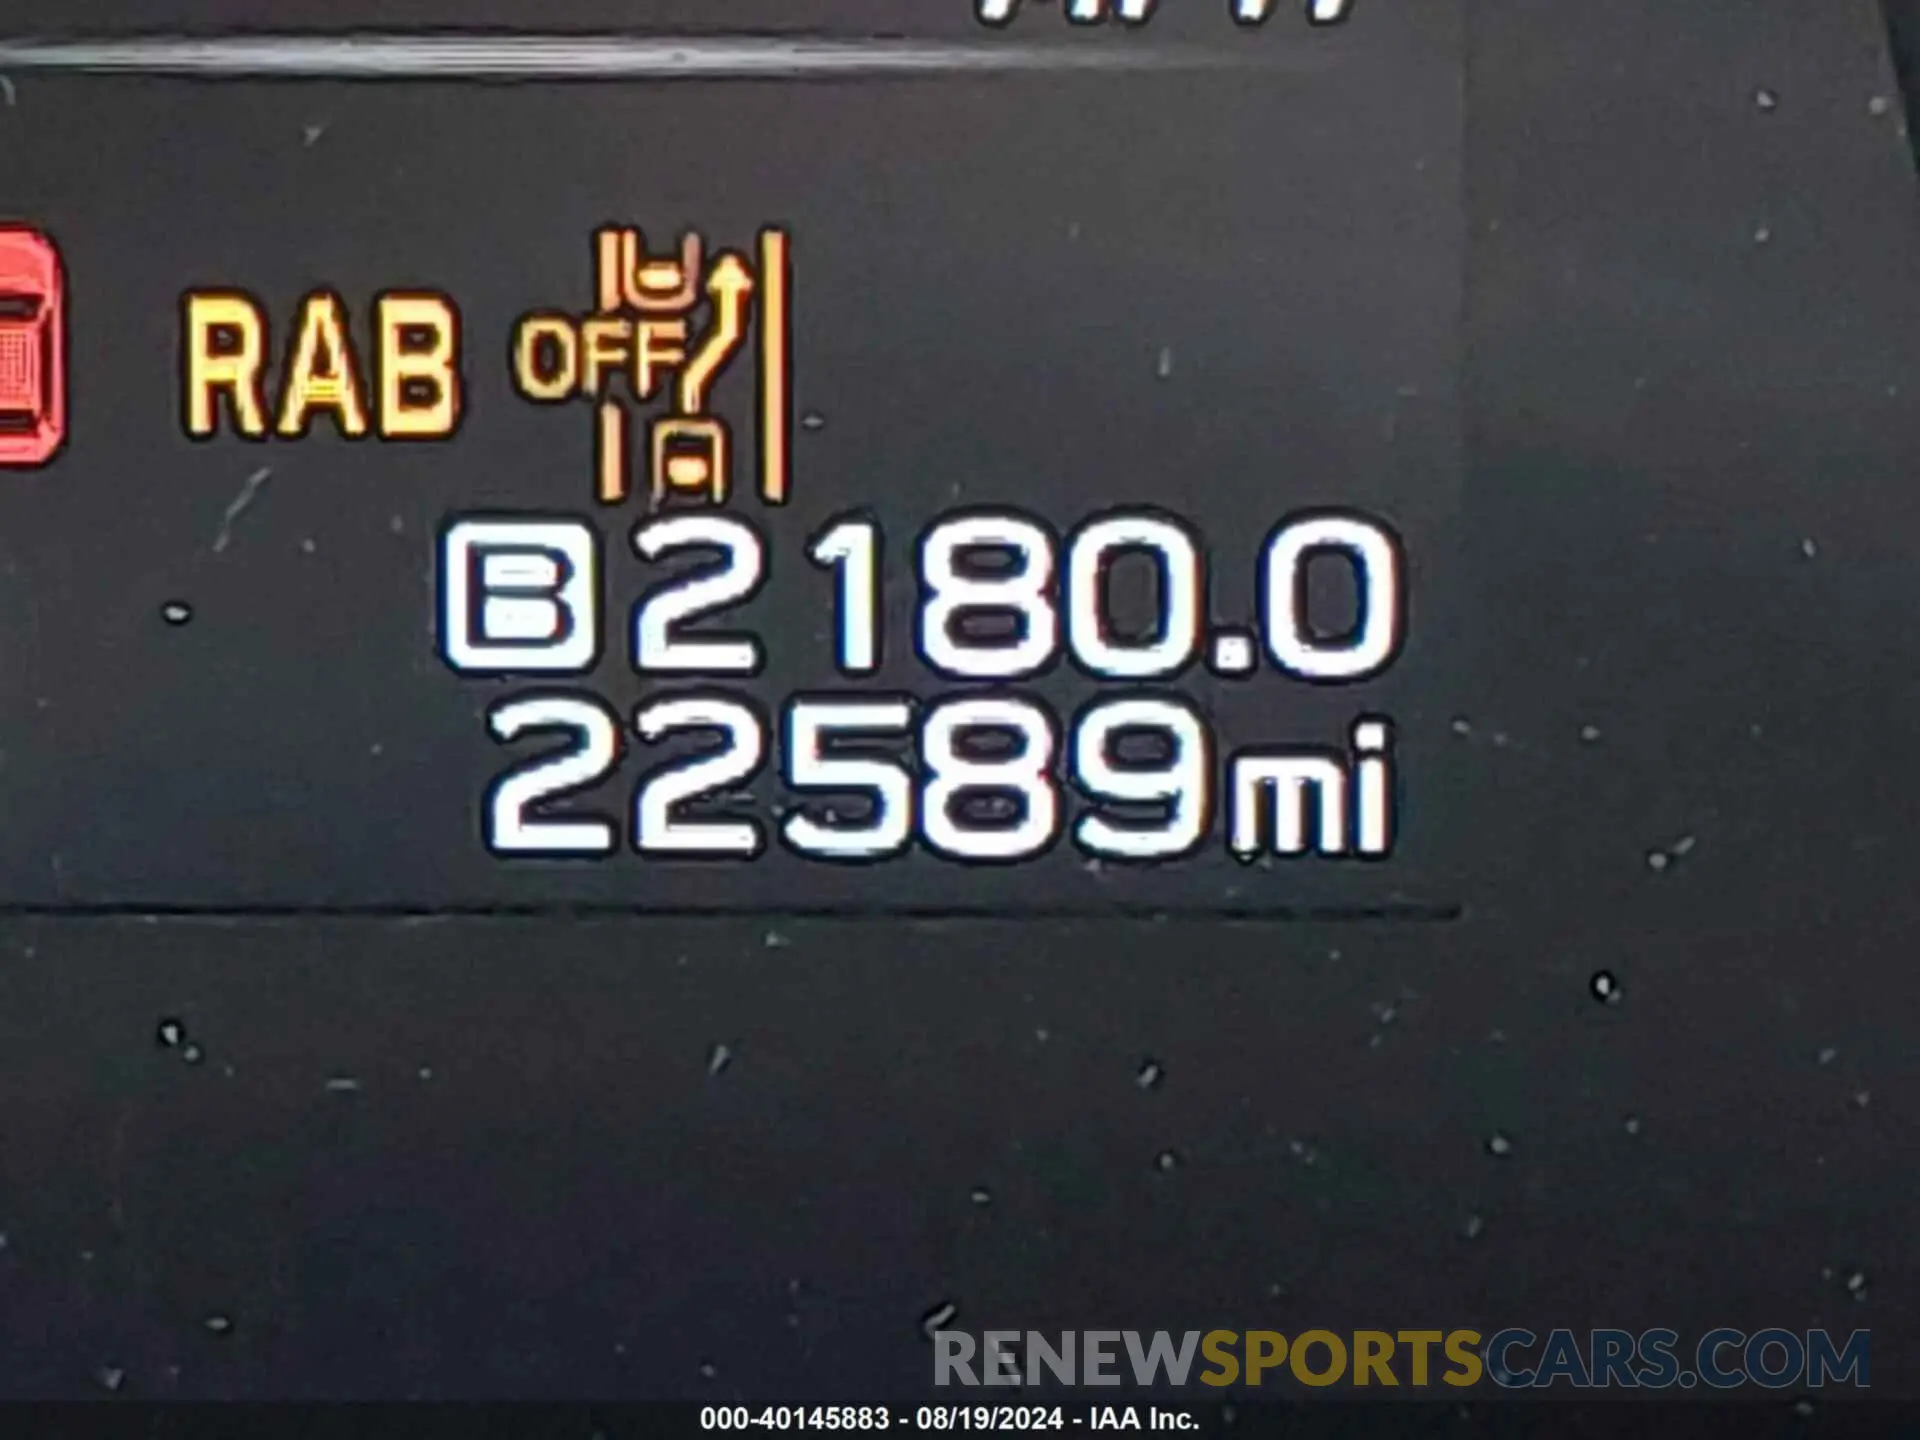 RAB OFF
B 2180.0
22589mi
RENEWSPORTSCARS.COM
000-40145883 - 08/19/2024 - IAA Inc.